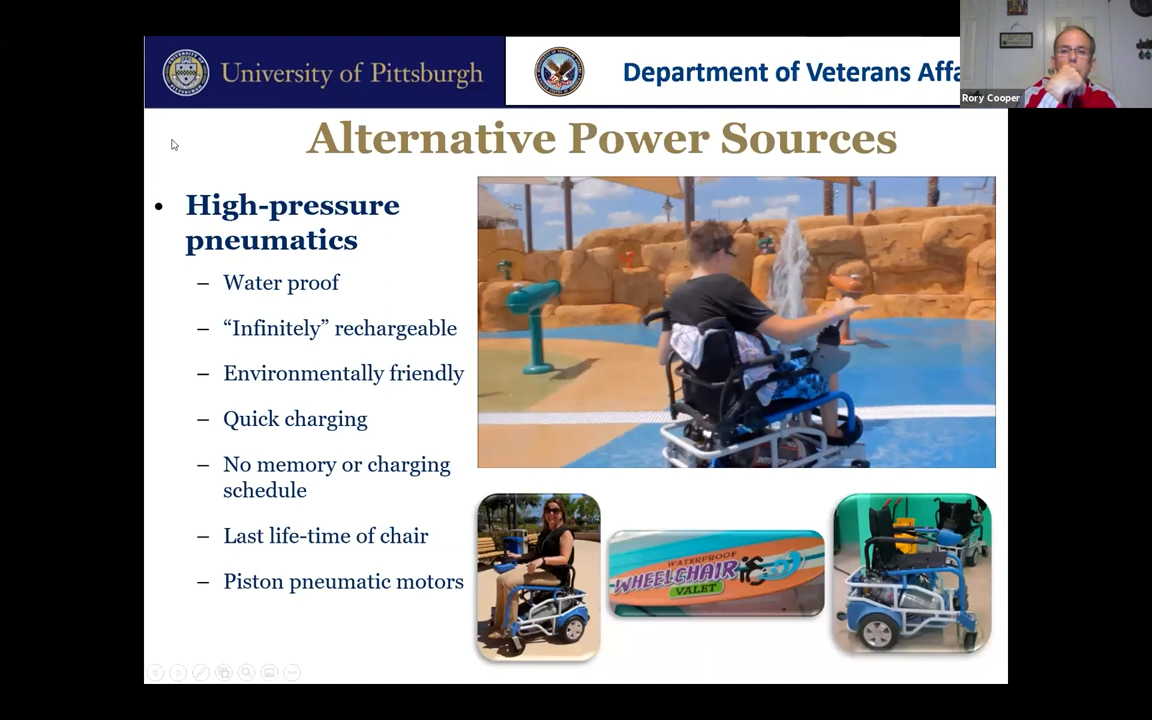 University of Pittsburgh
Department of Veterans Affa
Rory Cooper
Alternative Power Sources
• High-pressure
pneumatics
– Water proof
– “Infinitely” rechargeable
– Environmentally friendly
– Quick charging
– No memory or charging
schedule
– Last life-time of chair
– Piston pneumatic motors
WATERPROOF
WHEELCHAIR
VALET